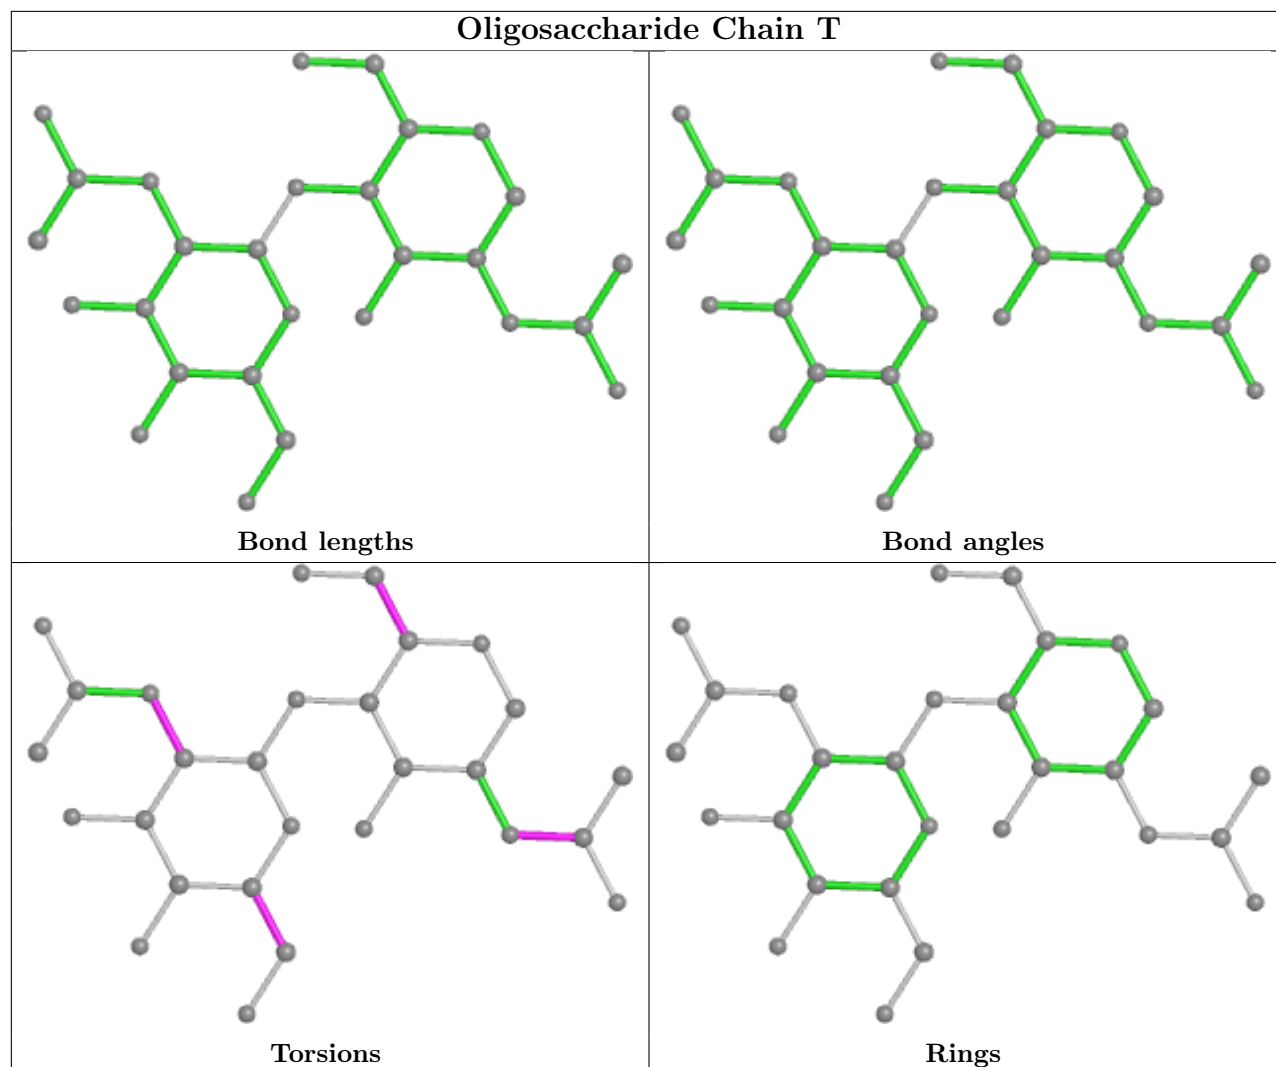 Oligosaccharide Chain T
Bond lengths
Bond angles
Torsions
Rings